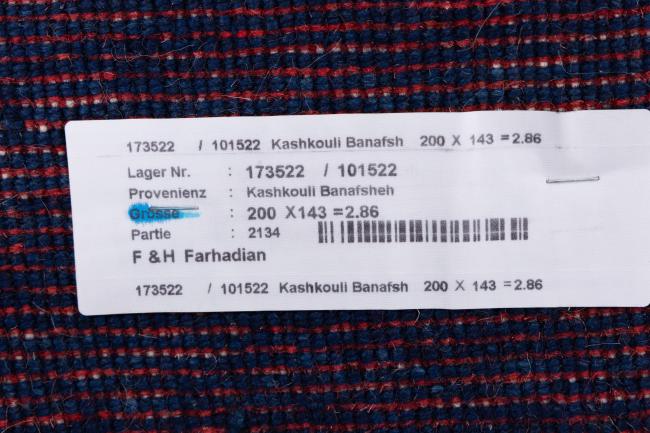 173522 / 101522 Kashkouli Banafsh 200 X 143 = 2.86
Lager Nr. : 173522 / 101522
Provenienz : Kashkouli Banafsheh
Grösse : 200 X143 = 2.86
Partie : 2134
F & H Farhadian
173522 / 101522 Kashkouli Banafsh 200 X 143 = 2.86